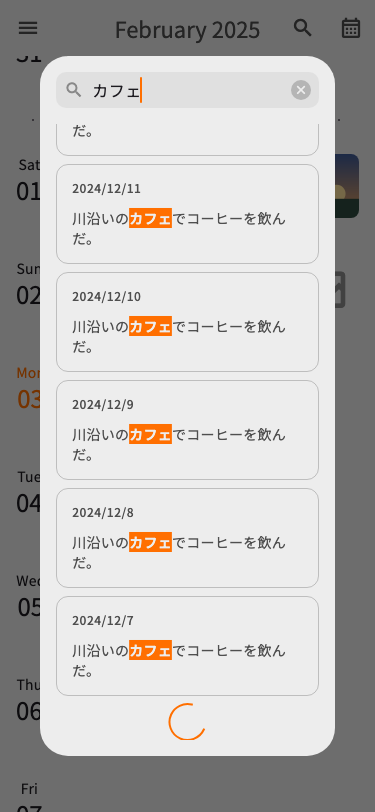 February 2025
31
カフェ
だ。
2024/12/11
川沿いのカフェでコーヒーを飲ん
だ。
2024/12/10
川沿いのカフェでコーヒーを飲ん
だ。
2024/12/9
川沿いのカフェでコーヒーを飲ん
だ。
2024/12/8
川沿いのカフェでコーヒーを飲ん
だ。
2024/12/7
川沿いのカフェでコーヒーを飲ん
だ。
Sat
01
Sun
02
Mon
03
Tue
04
Wed
05
Thu
06
Fri
07